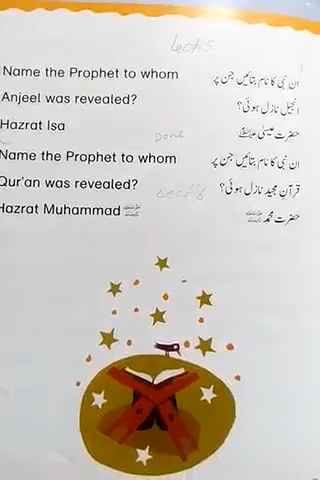 Lec#5
Name the Prophet to whom
ان نبی کا نام بتائیں جن پر
Anjeel was revealed?
انجیل نازل ہوئی؟
Hazrat Isa
حضرت عیسٰی علیہ السلام
Done
Name the Prophet to whom
ان نبی کا نام بتائیں جن پر
Qur'an was revealed?
قرآنِ مجید نازل ہوئی؟
Lec#6
Hazrat Muhammad ﷺ
حضرت محمد ﷺ